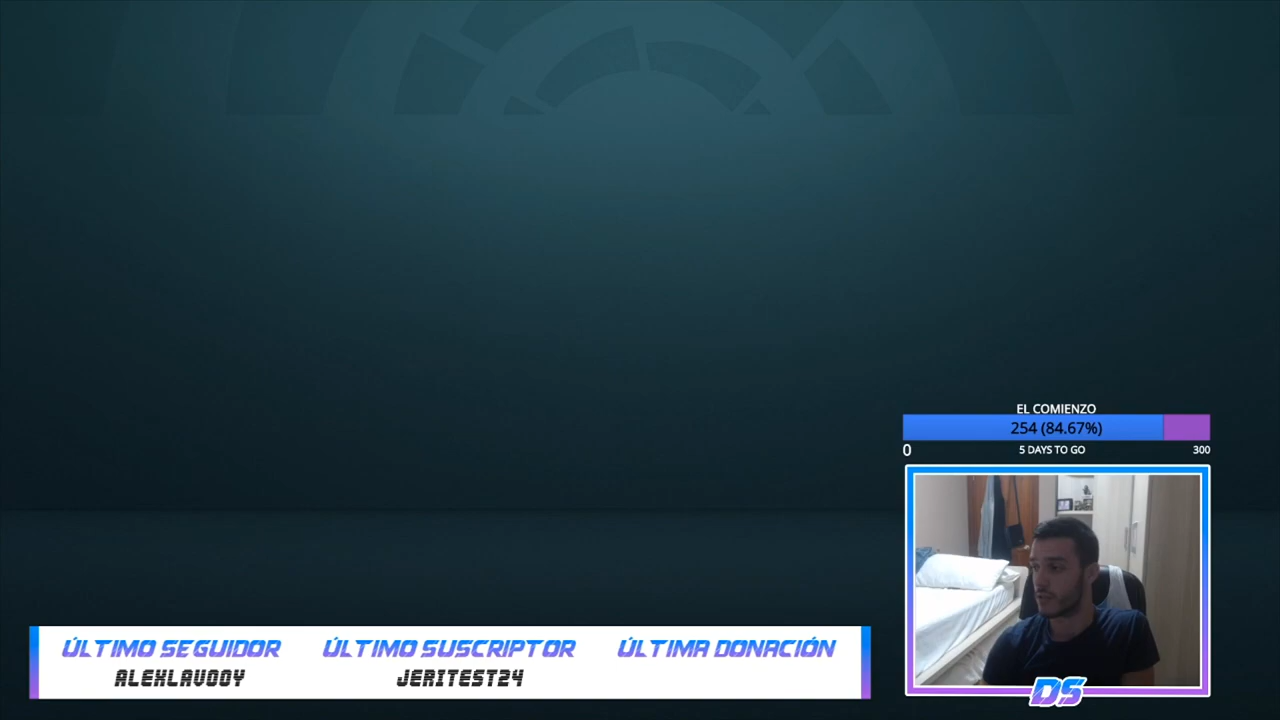 EL COMIENZO
254 (84.67%)
0 5 DAYS TO GO 300
ÚLTIMO SEGUIDOR ÚLTIMO SUSCRIPTOR ÚLTIMA DONACIÓN
ALEXLAV00Y JERITEST24
DS